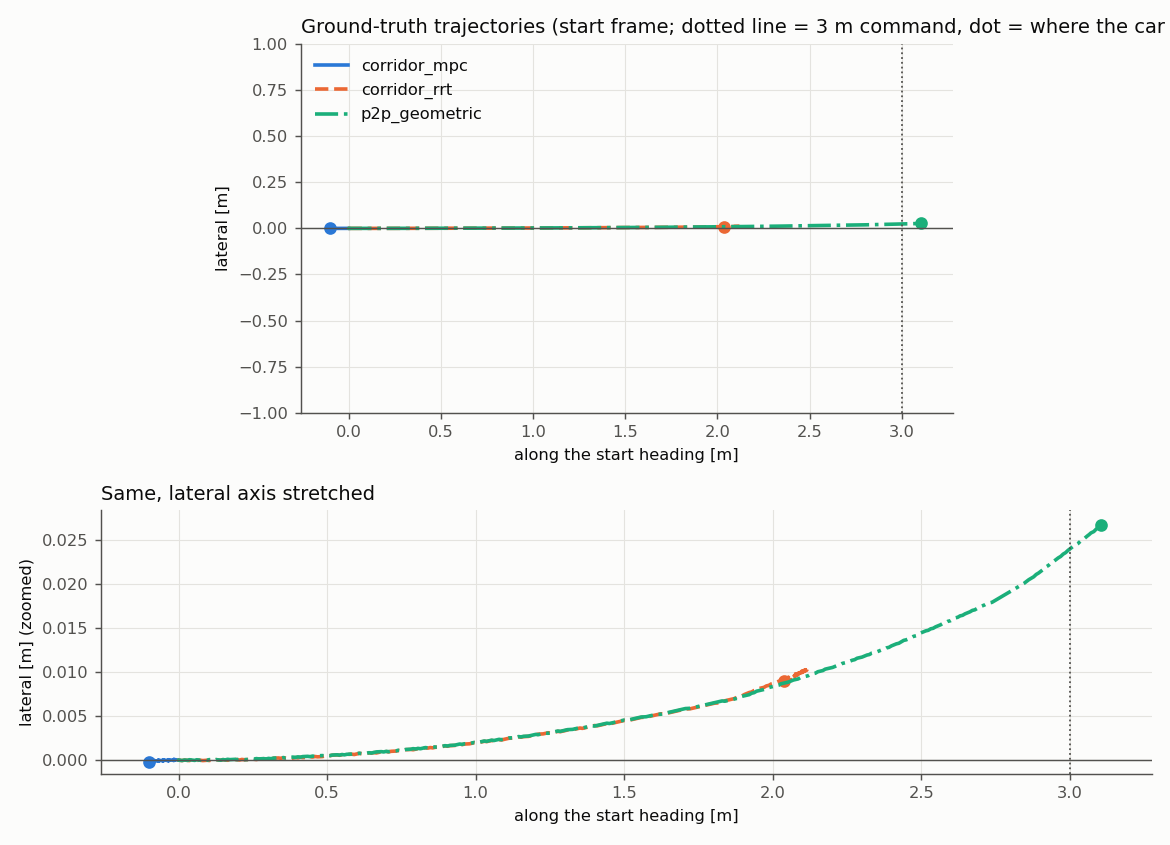 Ground-truth trajectories (start frame; dotted line = 3 m command, dot = where the car
1.00
0.75
0.50
0.25
0.00
−0.25
−0.50
−0.75
−1.00
lateral [m]
corridor_mpc
corridor_rrt
p2p_geometric
0.0 0.5 1.0 1.5 2.0 2.5 3.0
along the start heading [m]
Same, lateral axis stretched
0.025
0.020
0.015
0.010
0.005
0.000
lateral [m] (zoomed)
0.0 0.5 1.0 1.5 2.0 2.5 3.0
along the start heading [m]